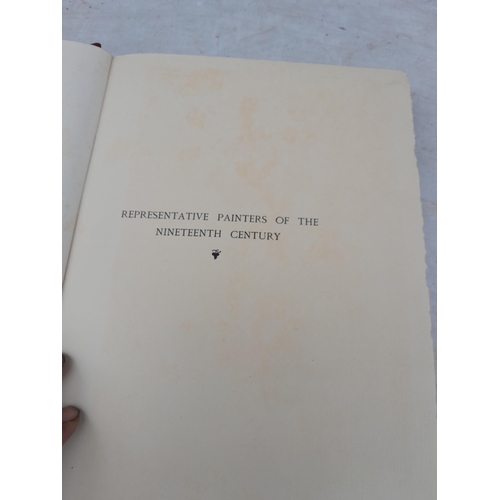 REPRESENTATIVE PAINTERS OF THE
NINETEENTH CENTURY